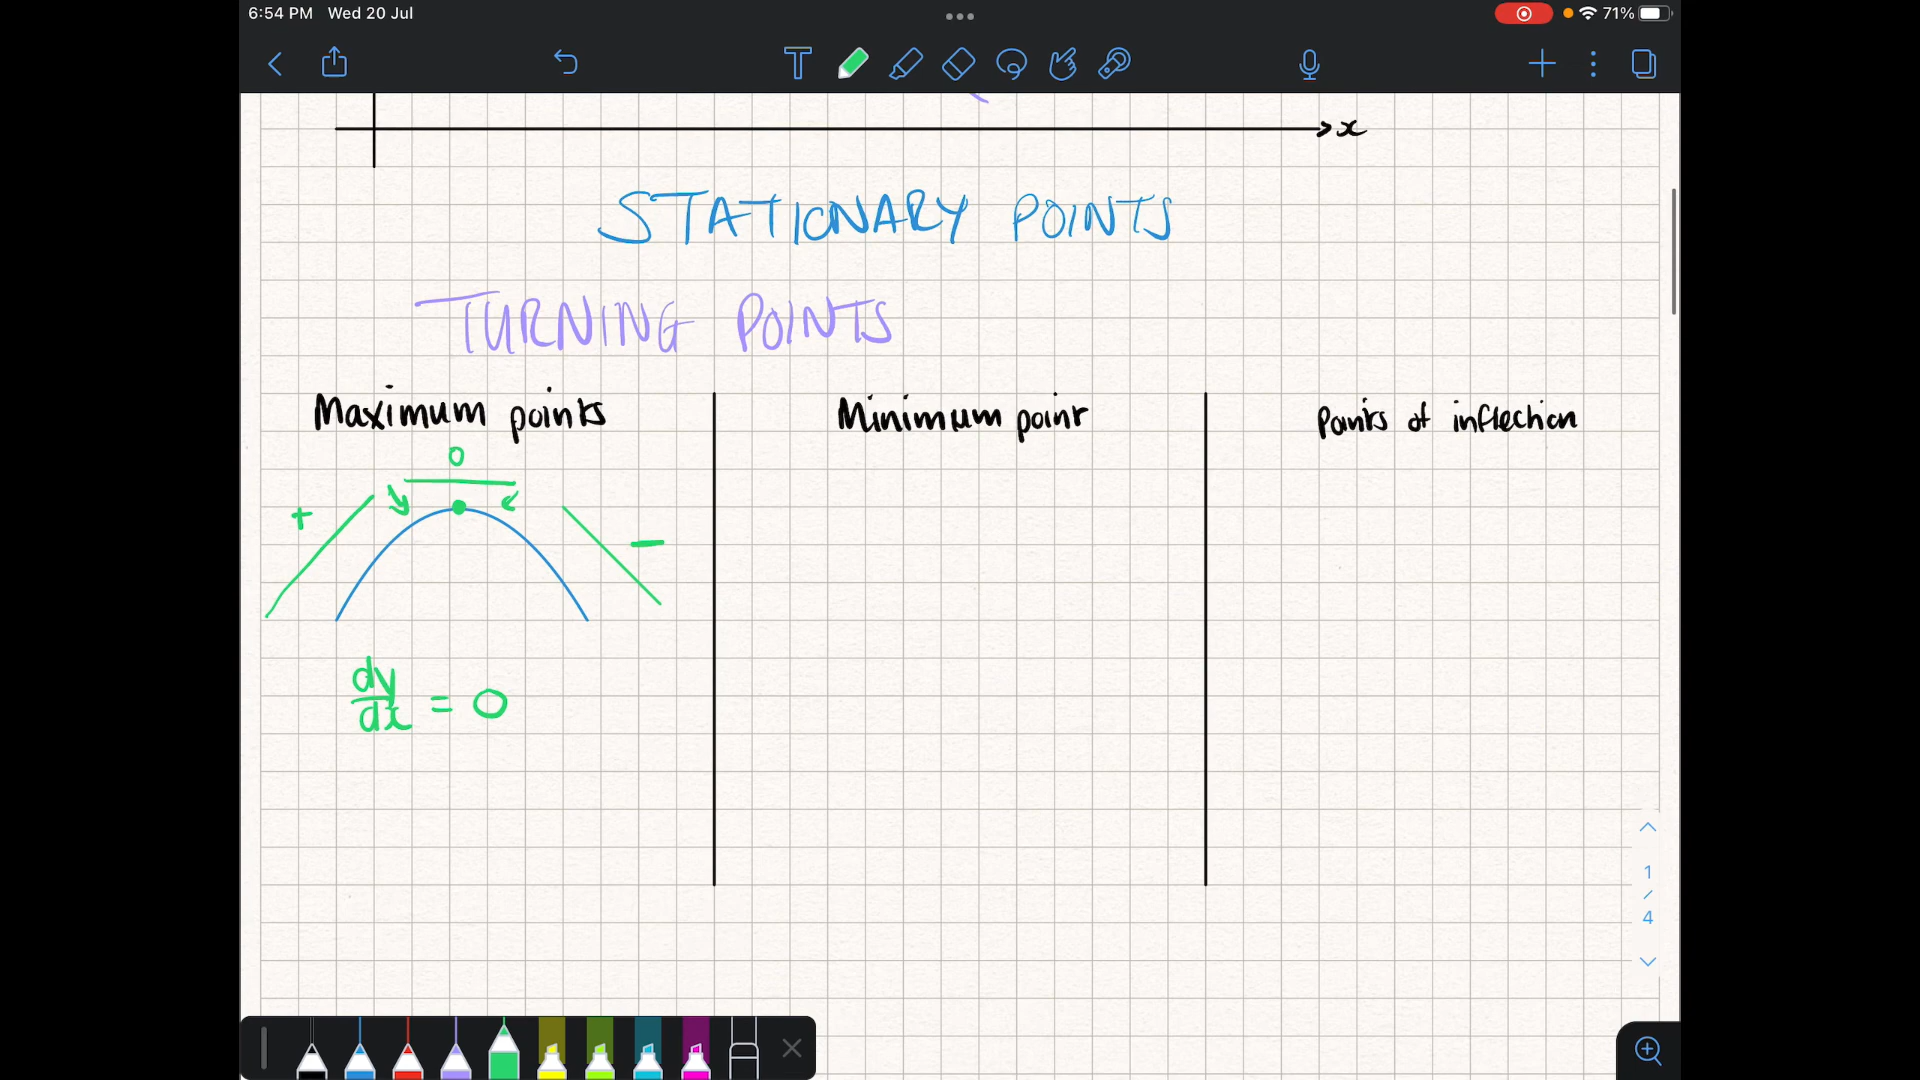 6:54 PM Wed 20 Jul
71%
T
x
STATIONARY POINTS
TURNING POINTS
Maximum points
Minimum point
Points of inflection
0
+
−
dy
dx
= 0
1
/
4